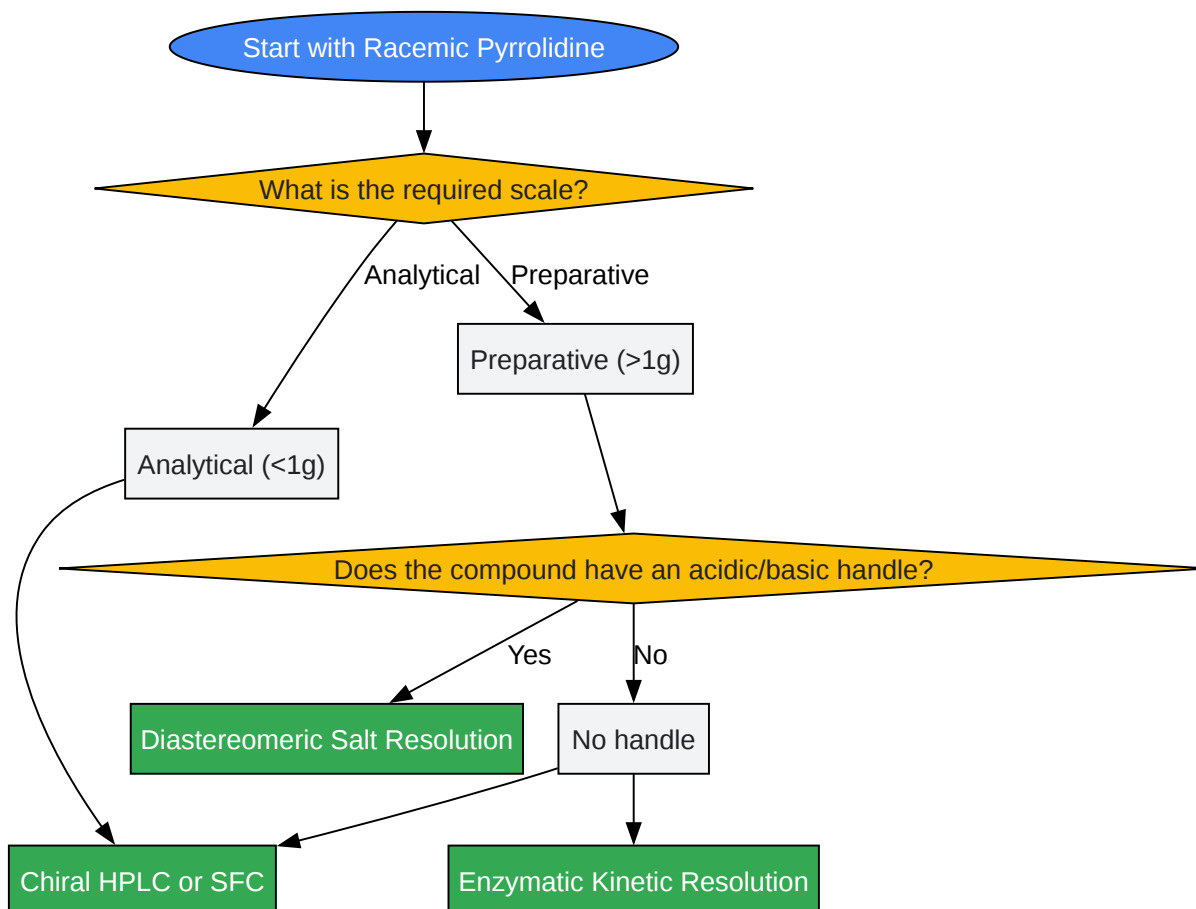 Start with Racemic Pyrrolidine
What is the required scale?
Analytical
Preparative
Preparative (>1g)
Analytical (<1g)
Does the compound have an acidic/basic handle?
Yes
No
Diastereomeric Salt Resolution
No handle
Chiral HPLC or SFC
Enzymatic Kinetic Resolution